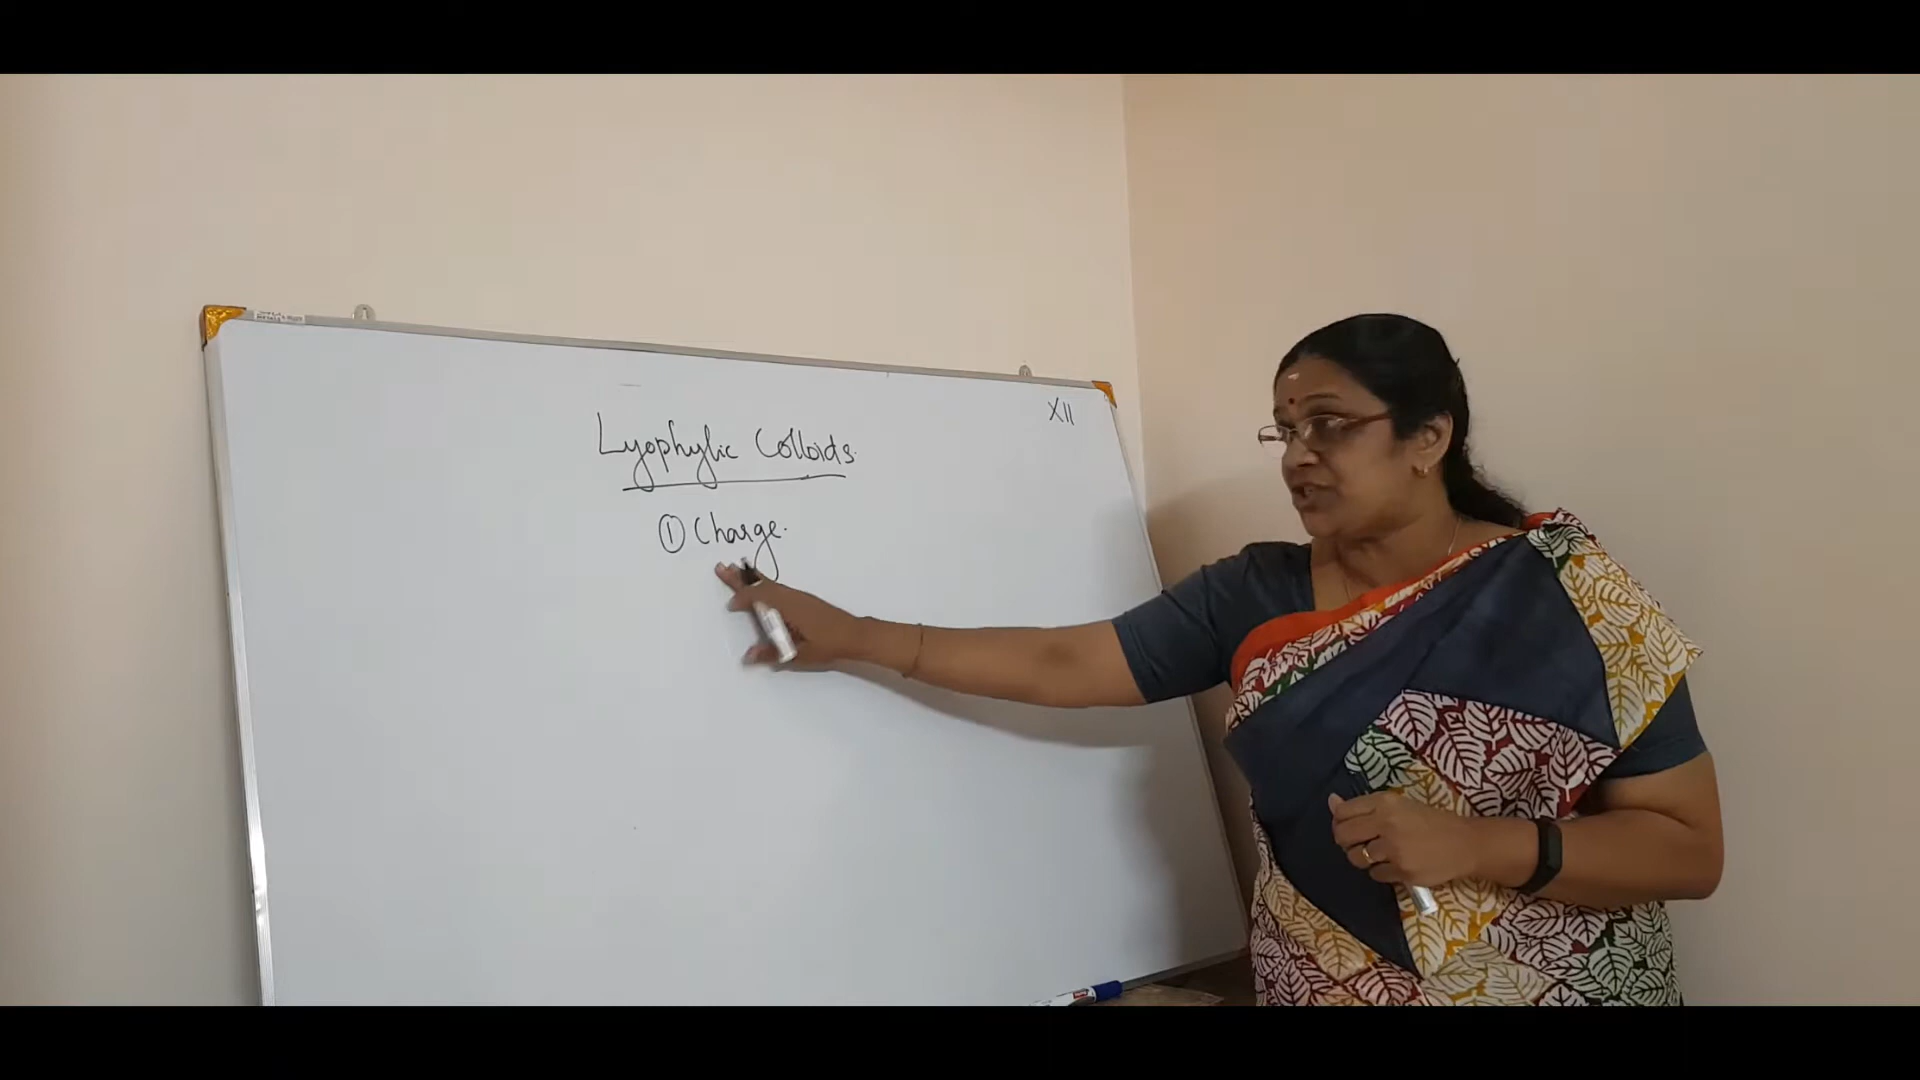 XII
Lyophylic Colloids.
① Charge.